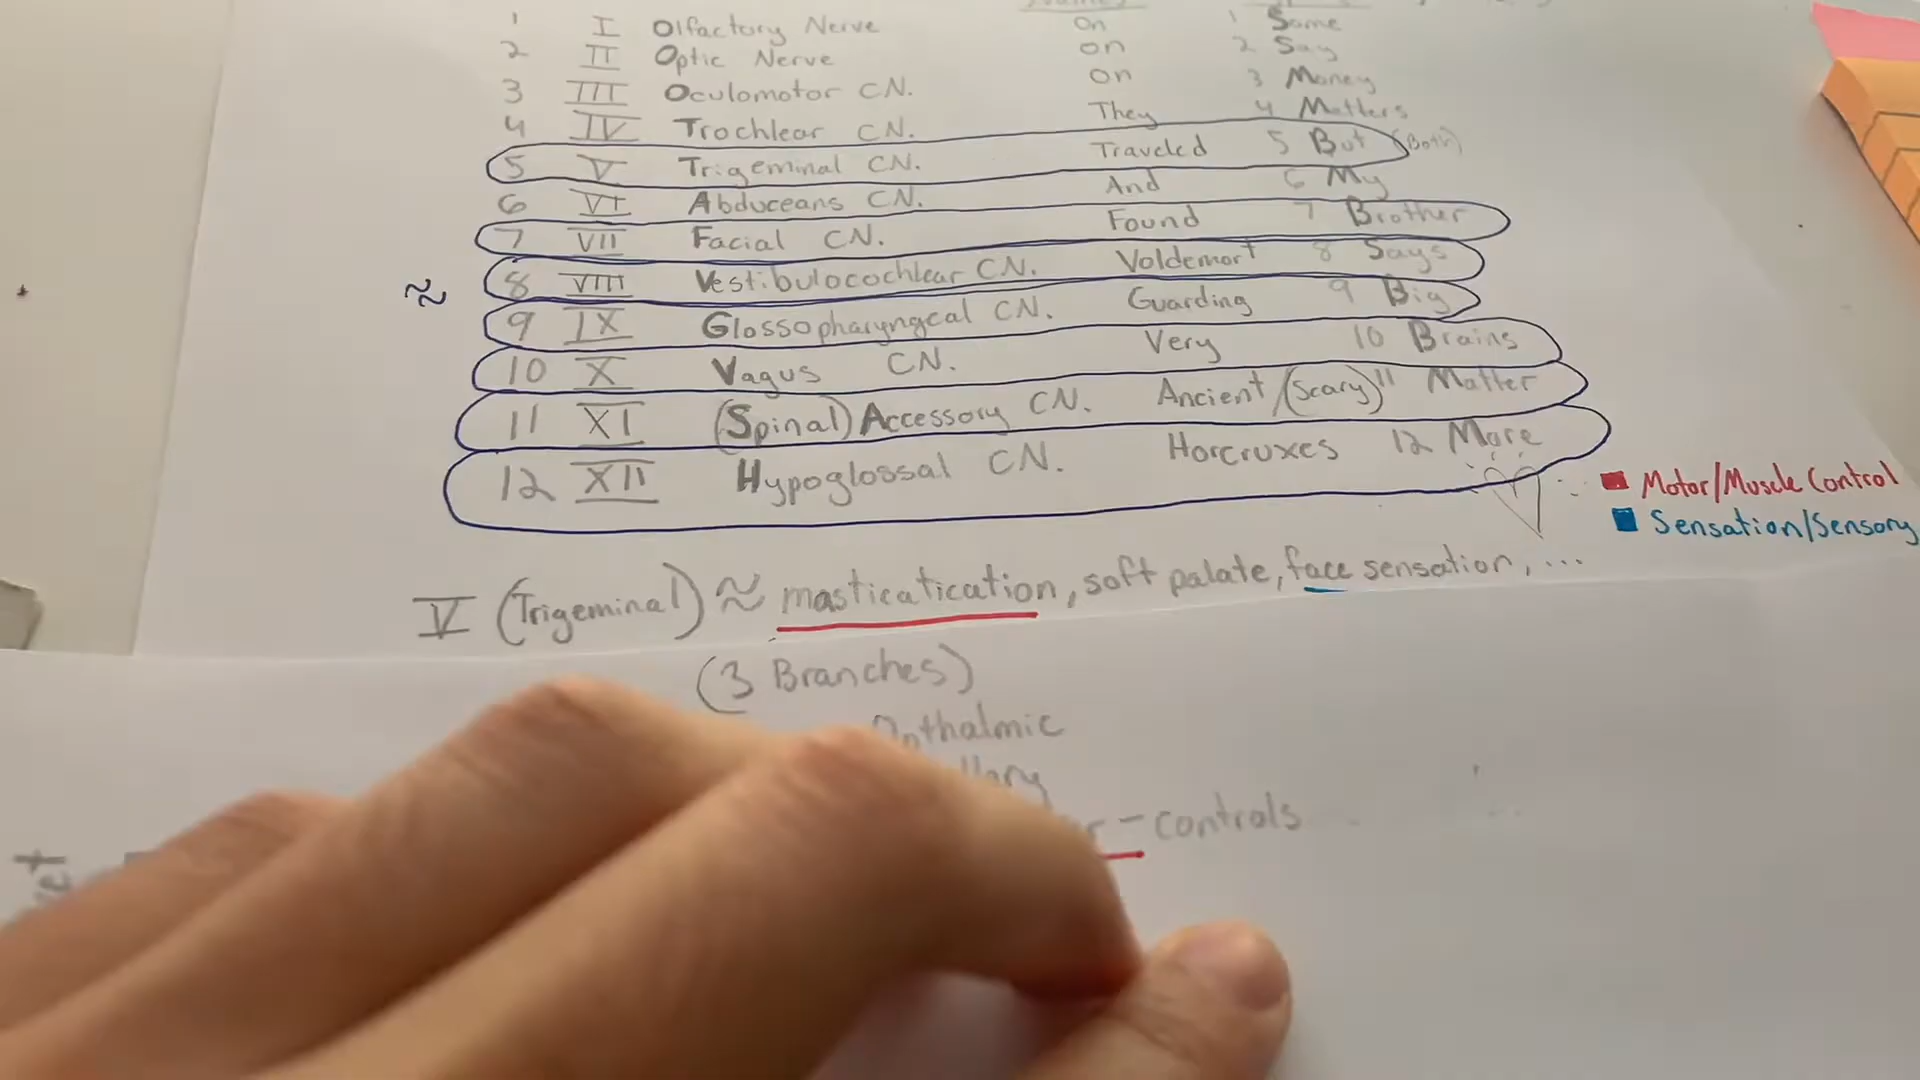 1 I Olfactory Nerve On 1 Some
2 II Optic Nerve on 2 Say
3 III Oculomotor CN. On 3 Money
4 IV Trochlear CN. They 4 Matters
5 V Trigeminal CN. Traveled 5 But (Both)
6 VI Abduceans CN. And 6 My
7 VII Facial CN. Found 7 Brother
≈ 8 VIII Vestibulocochlear CN. Voldemort 8 Says
9 IX Glossopharyngeal CN. Guarding 9 Big
10 X Vagus CN. Very 10 Brains
11 XI (Spinal) Accessory CN. Ancient/(Scary) 11 Matter
12 XII Hypoglossal CN. Horcruxes 12 More
Motor/Muscle Control
Sensation/Sensory
V (Trigeminal) ≈ masticatication, soft palate, face sensation, ...
(3 Branches)
Opthalmic
- controls